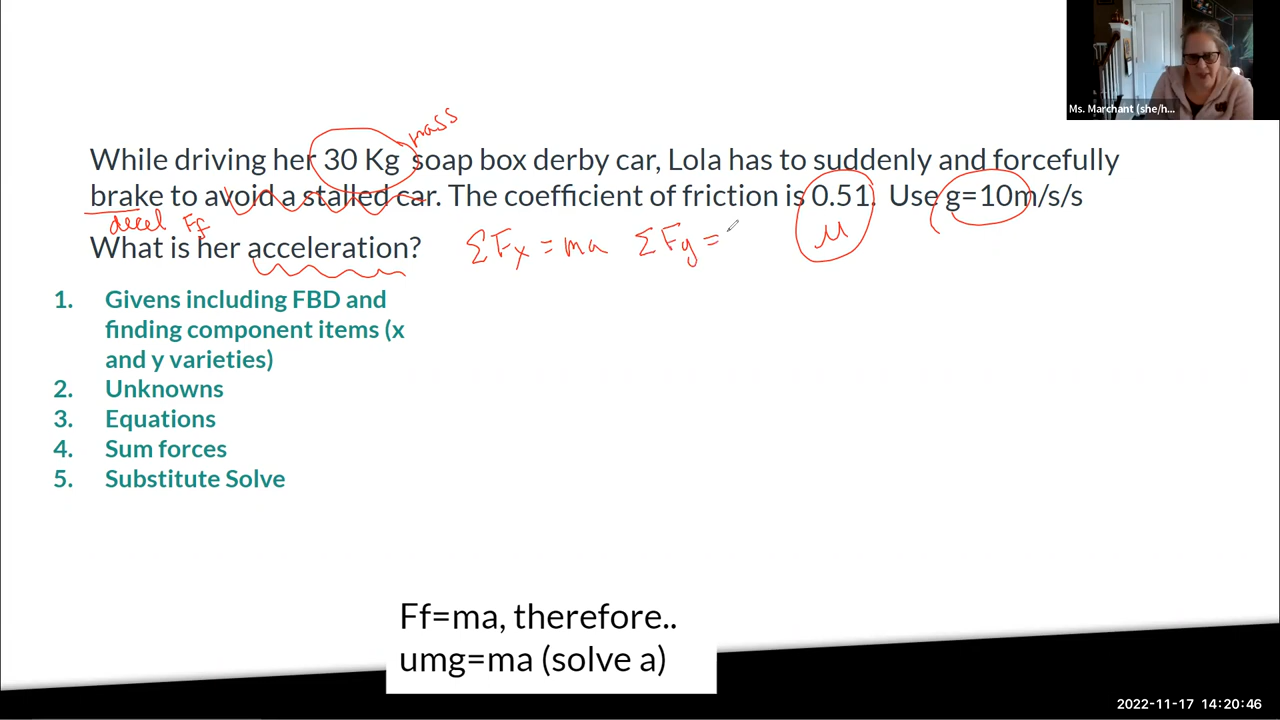 Ms. Marchant (she/h...
mass
While driving her 30 Kg soap box derby car, Lola has to suddenly and forcefully
brake to avoid a stalled car. The coefficient of friction is 0.51. Use g=10m/s/s
decel Ff
What is her acceleration? ΣFx = ma ΣFy = μ
1. Givens including FBD and
finding component items (x
and y varieties)
2. Unknowns
3. Equations
4. Sum forces
5. Substitute Solve
Ff=ma, therefore..
umg=ma (solve a)
2022-11-17 14:20:46